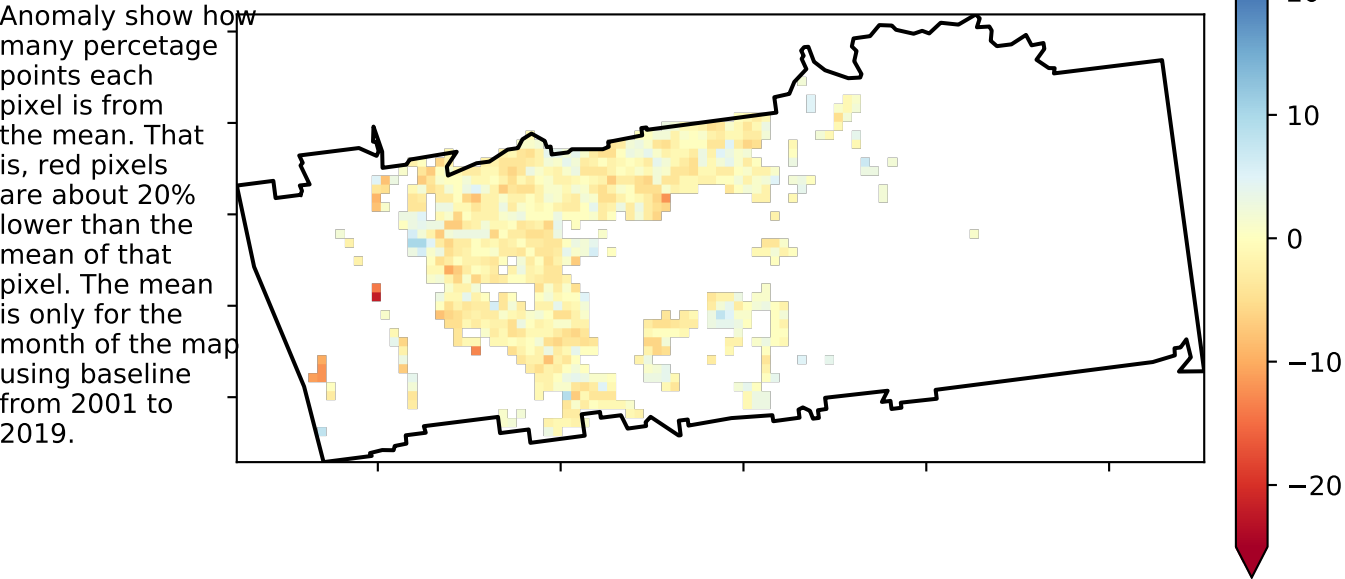 Anomaly show how
many percetage
points each
pixel is from
the mean. That
is, red pixels
are about 20%
lower than the
mean of that
pixel. The mean
is only for the
month of the map
using baseline
from 2001 to
2019.
10
0
−10
−20